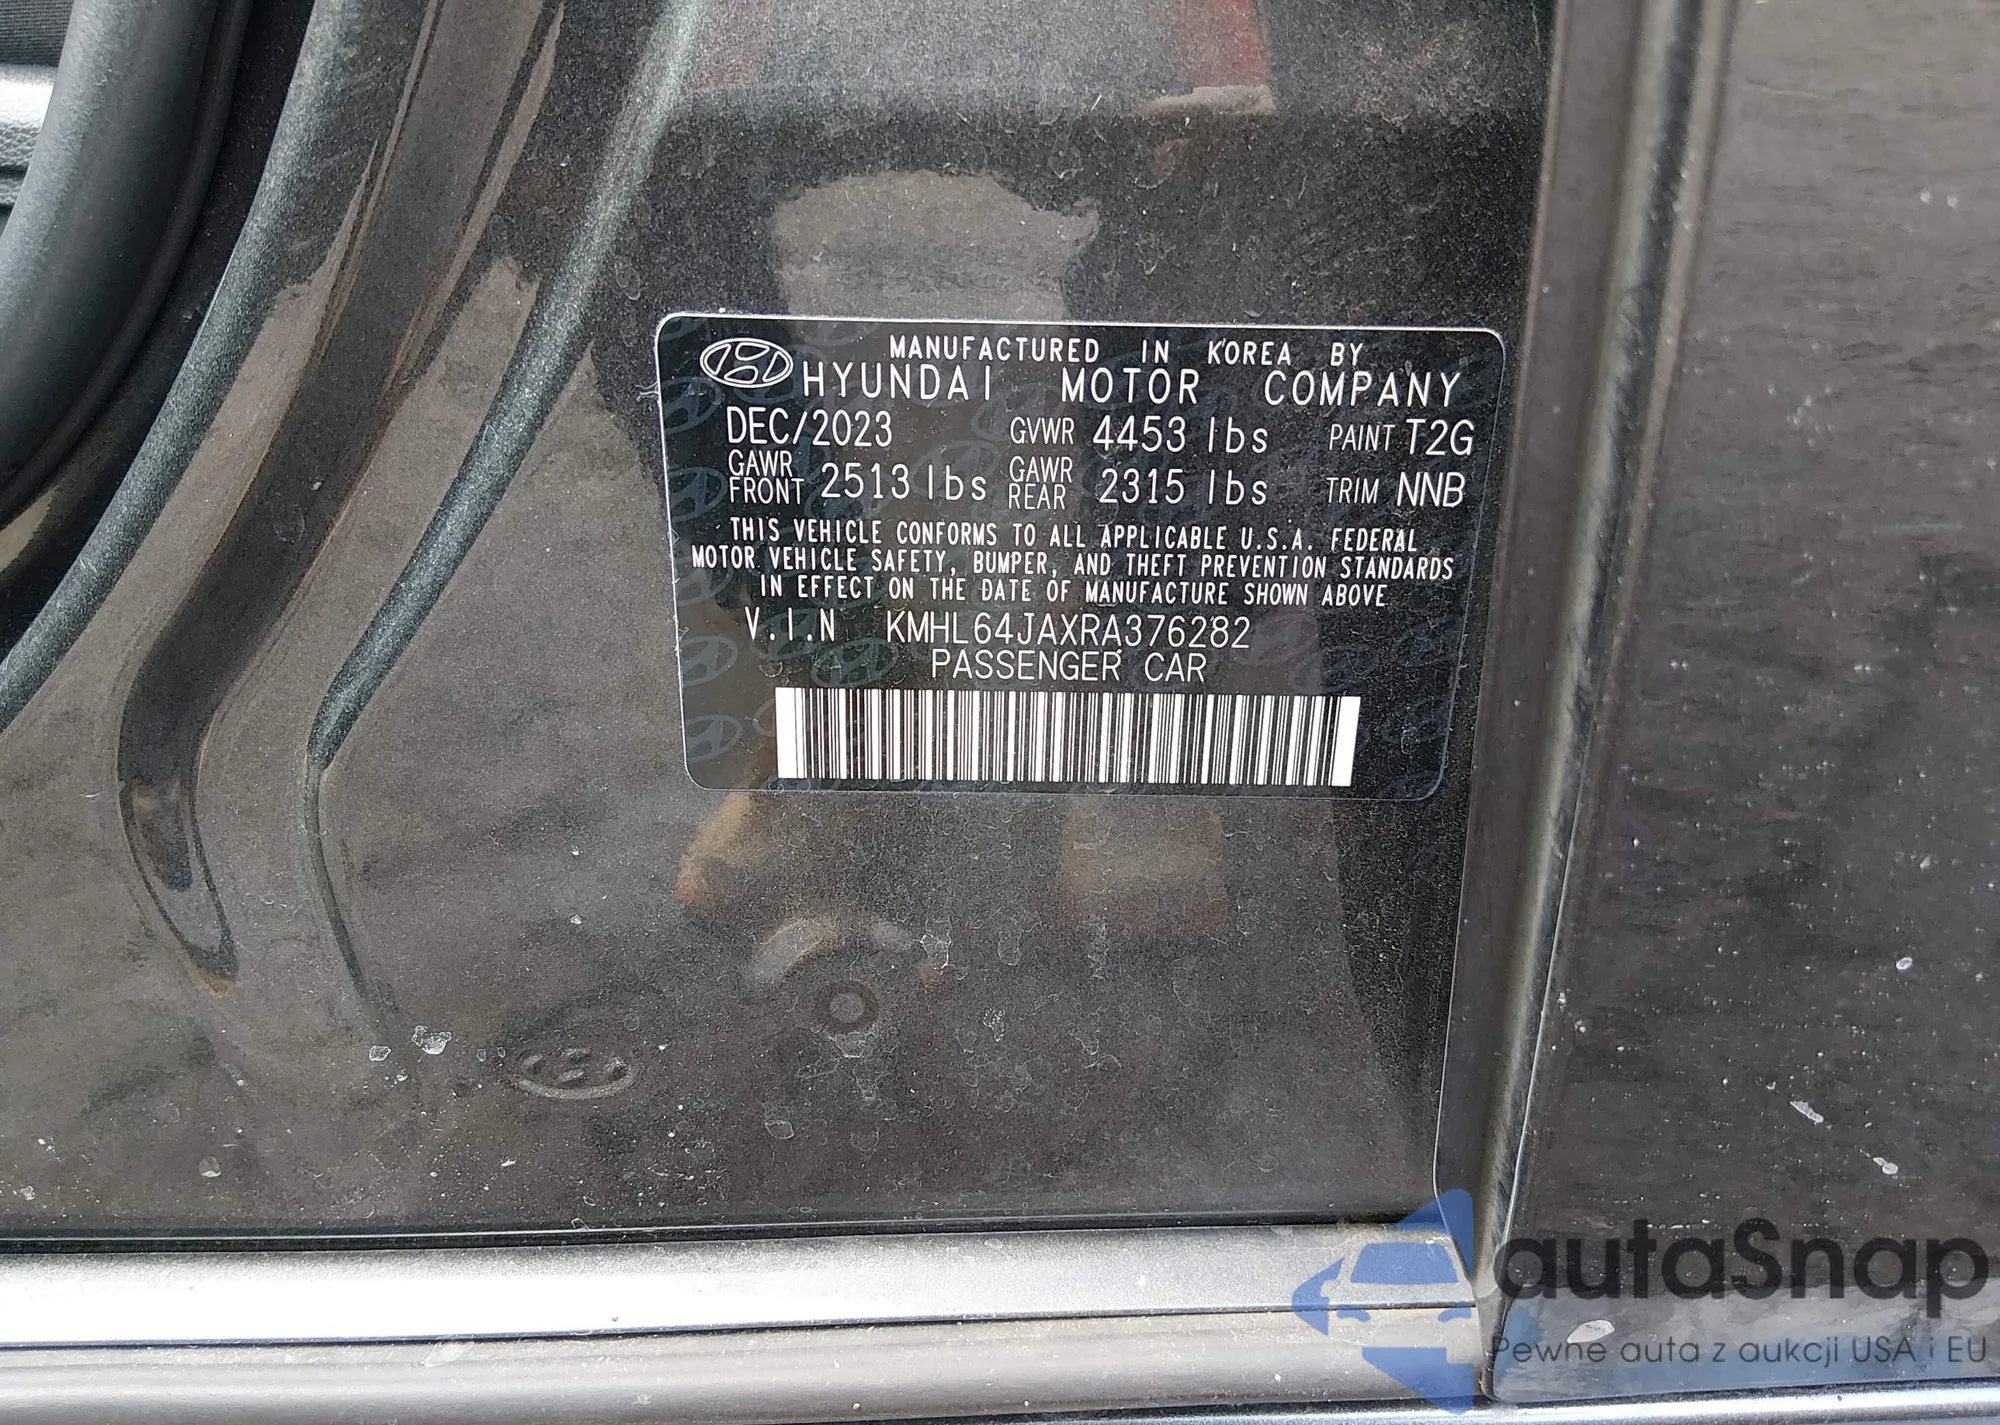 MANUFACTURED IN KOREA BY
HYUNDAI MOTOR COMPANY
DEC/2023 GVWR 4453 lbs PAINT T2G
GAWR FRONT 2513 lbs GAWR REAR 2315 lbs TRIM NNB
THIS VEHICLE CONFORMS TO ALL APPLICABLE U.S.A. FEDERAL
MOTOR VEHICLE SAFETY, BUMPER, AND THEFT PREVENTION STANDARDS
IN EFFECT ON THE DATE OF MANUFACTURE SHOWN ABOVE
V.I.N KMHL64JAXRA376282
PASSENGER CAR
autaSnap
Pewne auta z aukcji USA i EU